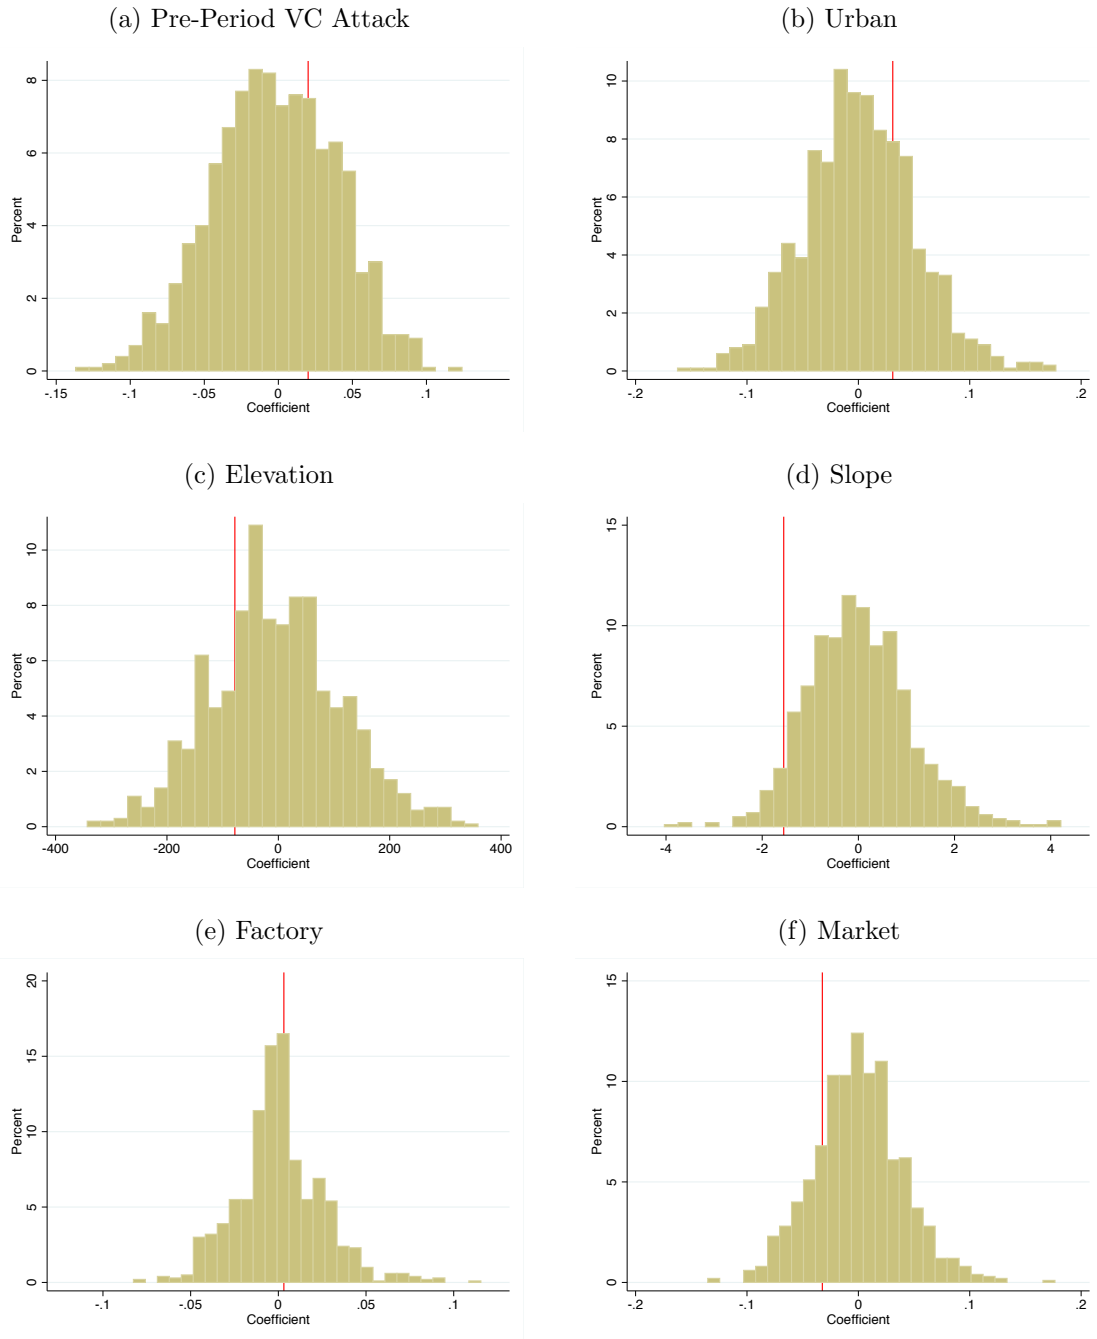 (a) Pre-Period VC Attack
8
6
4
2
0
Percent
-.15 -.1 -.05 0 .05 .1
Coefficient
(b) Urban
10
8
6
4
2
0
Percent
-.2 -.1 0 .1 .2
Coefficient
(c) Elevation
10
8
6
4
2
0
Percent
-400 -200 0 200 400
Coefficient
(d) Slope
15
10
5
0
Percent
-4 -2 0 2 4
Coefficient
(e) Factory
20
15
10
5
0
Percent
-.1 -.05 0 .05 .1
Coefficient
(f) Market
15
10
5
0
Percent
-.2 -.1 0 .1 .2
Coefficient